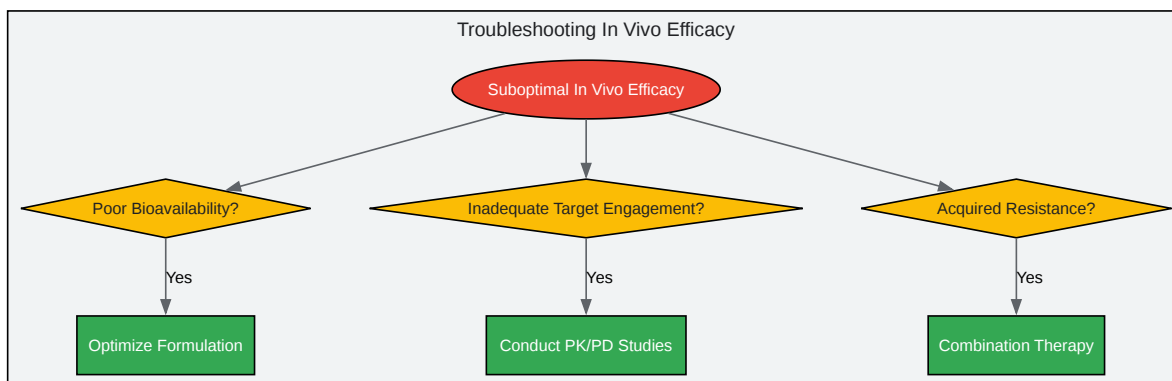 Troubleshooting In Vivo Efficacy
Suboptimal In Vivo Efficacy
Poor Bioavailability?
Inadequate Target Engagement?
Acquired Resistance?
Yes
Yes
Yes
Optimize Formulation
Conduct PK/PD Studies
Combination Therapy